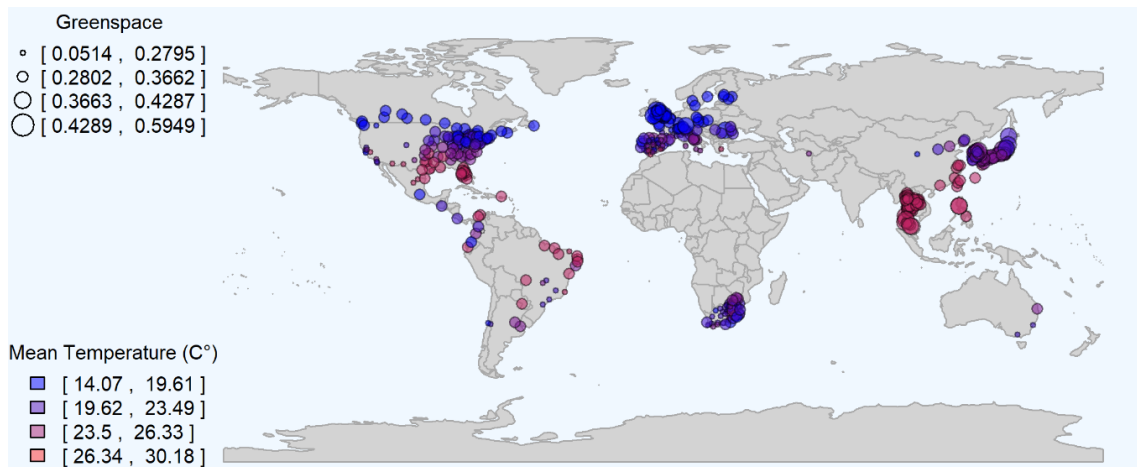 Greenspace
[ 0.0514 , 0.2795 ]
[ 0.2802 , 0.3662 ]
[ 0.3663 , 0.4287 ]
[ 0.4289 , 0.5949 ]
Mean Temperature (C°)
[ 14.07 , 19.61 ]
[ 19.62 , 23.49 ]
[ 23.5 , 26.33 ]
[ 26.34 , 30.18 ]